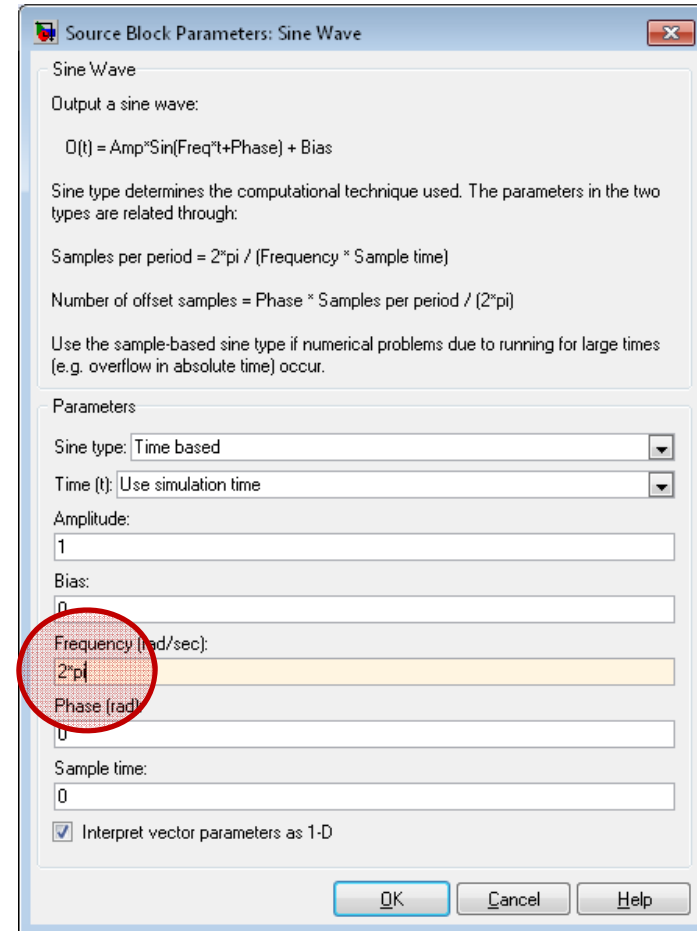 Source Block Parameters: Sine Wave
Sine Wave
Output a sine wave:
O(t) = Amp*Sin(Freq*t+Phase) + Bias
Sine type determines the computational technique used. The parameters in the two
types are related through:
Samples per period = 2*pi / (Frequency * Sample time)
Number of offset samples = Phase * Samples per period / (2*pi)
Use the sample-based sine type if numerical problems due to running for large times
(e.g. overflow in absolute time) occur.
Parameters
Sine type: Time based
Time (t): Use simulation time
Amplitude:
1
Bias:
0
Frequency (rad/sec):
2*pi
Phase (rad):
0
Sample time:
0
Interpret vector parameters as 1-D
OK Cancel Help